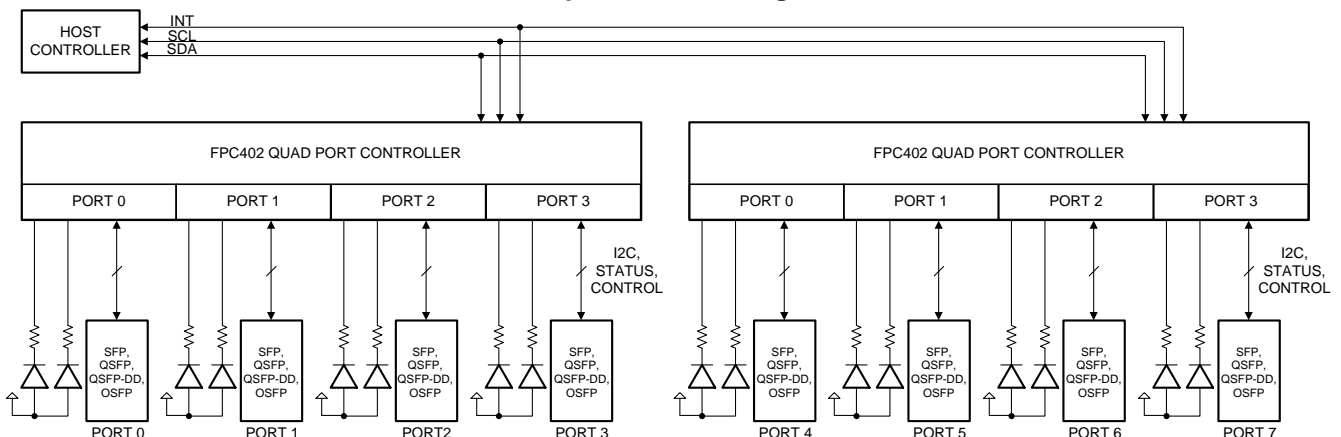 HOST
CONTROLLER
INT
SCL
SDA
FPC402 QUAD PORT CONTROLLER
PORT 0
PORT 1
PORT 2
PORT 3
FPC402 QUAD PORT CONTROLLER
PORT 0
PORT 1
PORT 2
PORT 3
I2C,
STATUS,
CONTROL
I2C,
STATUS,
CONTROL
SFP,
QSFP,
QSFP-DD,
OSFP
SFP,
QSFP,
QSFP-DD,
OSFP
SFP,
QSFP,
QSFP-DD,
OSFP
SFP,
QSFP,
QSFP-DD,
OSFP
SFP,
QSFP,
QSFP-DD,
OSFP
SFP,
QSFP,
QSFP-DD,
OSFP
SFP,
QSFP,
QSFP-DD,
OSFP
SFP,
QSFP,
QSFP-DD,
OSFP
PORT 0
PORT 1
PORT2
PORT 3
PORT 4
PORT 5
PORT 6
PORT 7